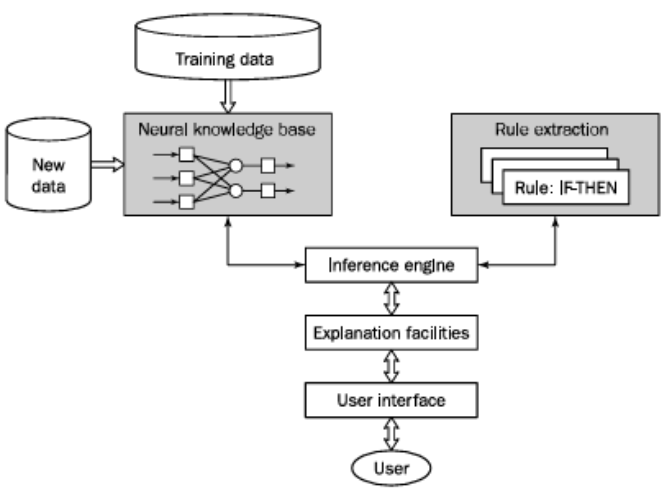 Training data
Neural knowledge base
Rule extraction
New
data
Rule: IF-THEN
Inference engine
Explanation facilities
User interface
User